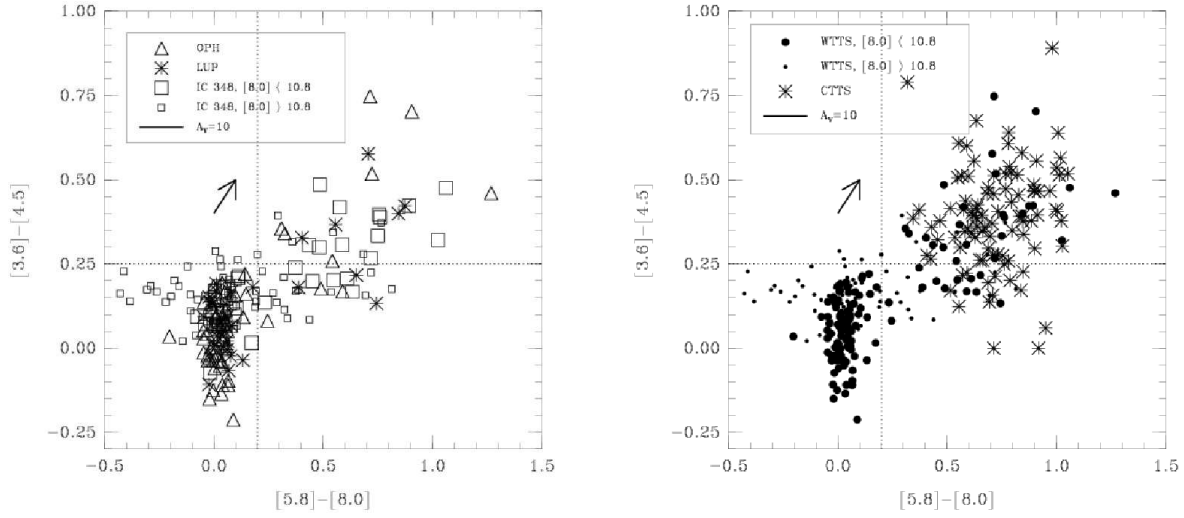 1.00
0.75
0.50
0.25
0.00
-0.25
-0.5
0.0
0.5
1.0
1.5
[3.6]-[4.5]
[5.8]-[8.0]
OPH
LUP
IC 348, [8.0] < 10.8
IC 348, [8.0] > 10.8
Av=10
1.00
0.75
0.50
0.25
0.00
-0.25
-0.5
0.0
0.5
1.0
1.5
[3.6]-[4.5]
[5.8]-[8.0]
WTTS, [8.0] < 10.8
WTTS, [8.0] > 10.8
CTTS
Av=10